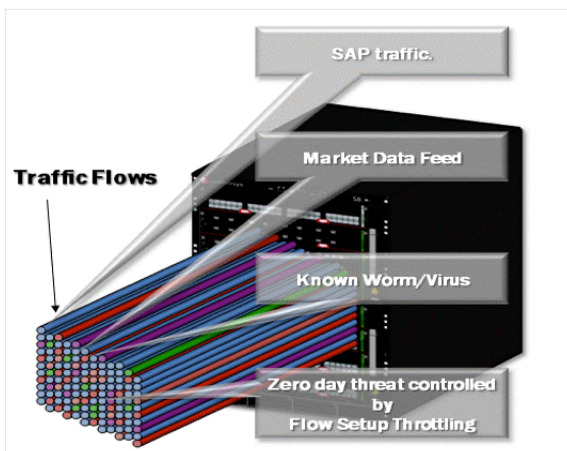 SAP traffic.
Market Data Feed
Traffic Flows
Known Worm/Virus
Zero day threat controlled
by
Flow Setup Throttling